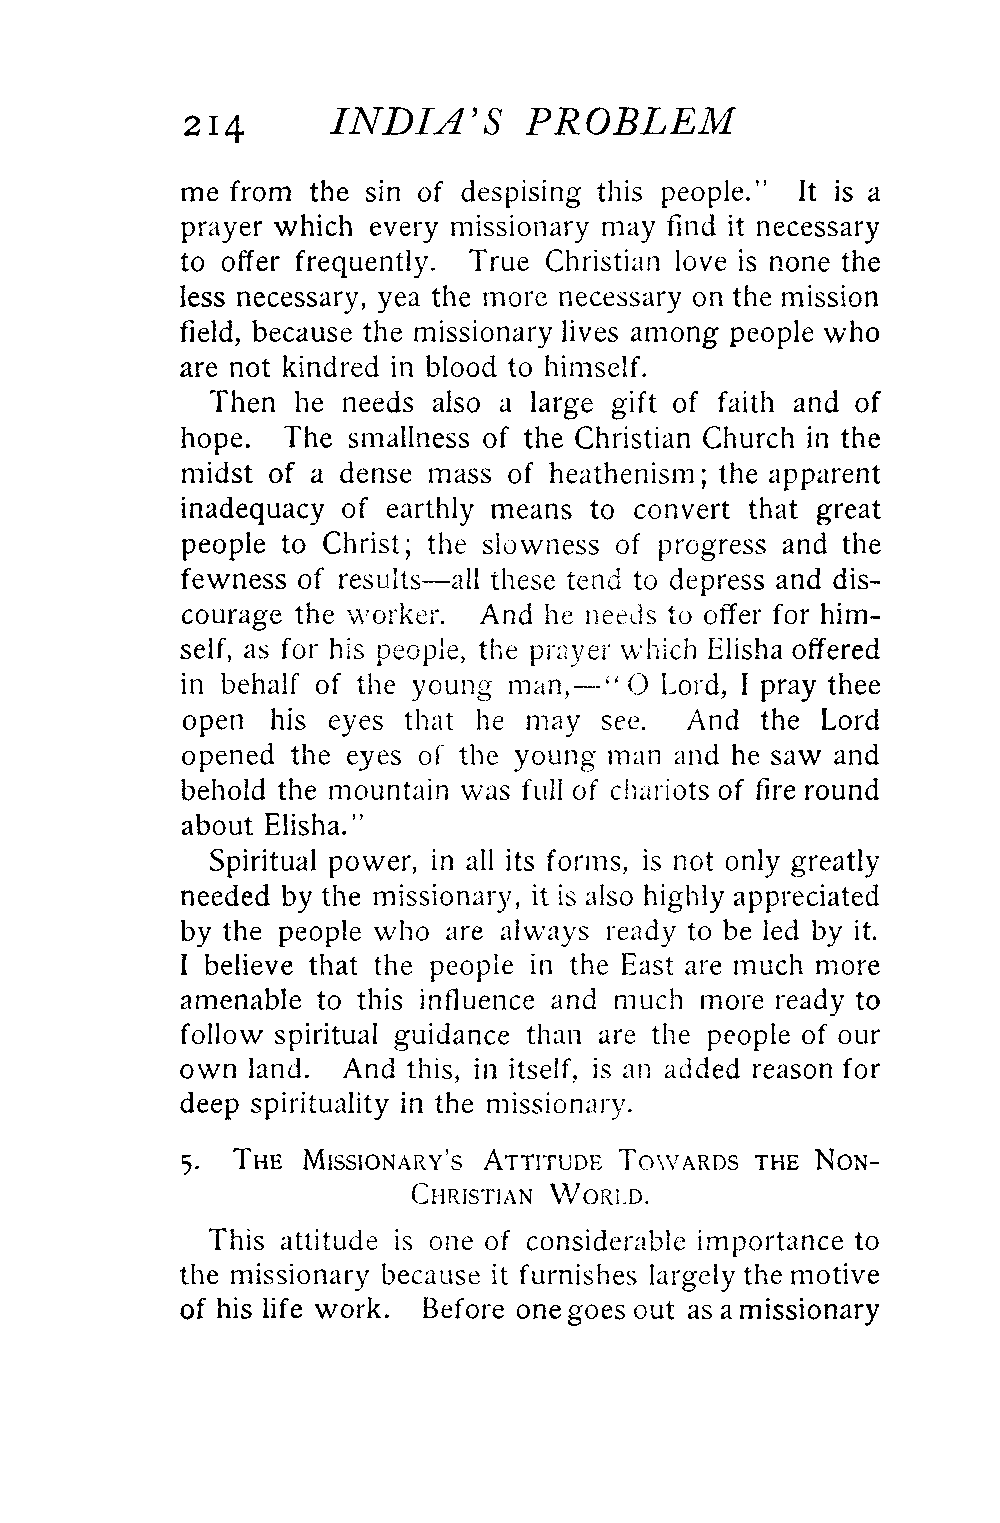 214 INDIA'S PROBLEM
me from the sin of despising this people." It is a
prayer which every missionary may find it necessary
to offer frequently. True Christian love is none the
less necessary, yea the more necessary on the mission
field, because the missionary lives among people who
are not kindred in blood to himself.
Then he needs also a large gift of faith and of
hope. The smallness of the Christian Church in the
midst of a dense mass of heathenism; the apparent
inadequacy of earthly means to convert that great
people to Christ; the slowness of progress and the
fewness of results—all these tend to depress and dis-
courage the worker. And he needs to offer for him-
self, as for his people, the prayer which Elisha offered
in behalf of the young man,—"O Lord, I pray thee
open his eyes that he may see. And the Lord
opened the eyes of the young man and he saw and
behold the mountain was full of chariots of fire round
about Elisha."
Spiritual power, in all its forms, is not only greatly
needed by the missionary, it is also highly appreciated
by the people who are always ready to be led by it.
I believe that the people in the East are much more
amenable to this influence and much more ready to
follow spiritual guidance than are the people of our
own land. And this, in itself, is an added reason for
deep spirituality in the missionary.
5. THE MISSIONARY'S ATTITUDE TOWARDS THE NON-
CHRISTIAN WORLD.
This attitude is one of considerable importance to
the missionary because it furnishes largely the motive
of his life work. Before one goes out as a missionary